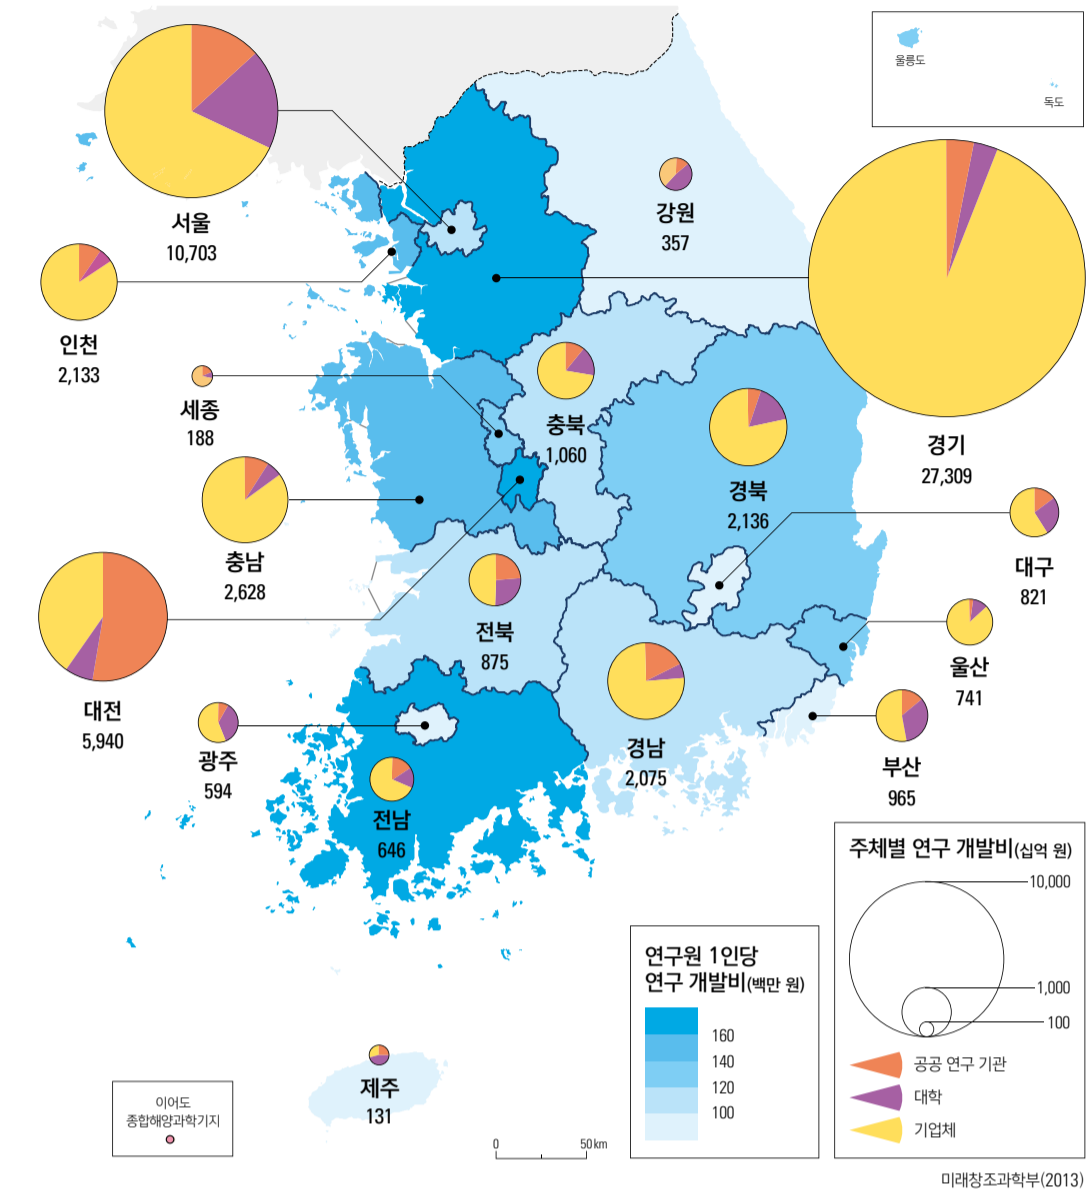 울릉도
독도
서울
10,703
강원
357
인천
2,133
세종
188
충북
1,060
경기
27,309
경북
2,136
충남
2,628
대구
821
대전
5,940
전북
875
울산
741
광주
594
경남
2,075
부산
965
전남
646
제주
131
이어도
종합해양과학기지
0
50 km
연구원 1인당
연구 개발비(백만 원)
160
140
120
100
주체별 연구 개발비(십억 원)
10,000
1,000
100
공공 연구 기관
대학
기업체
미래창조과학부(2013)